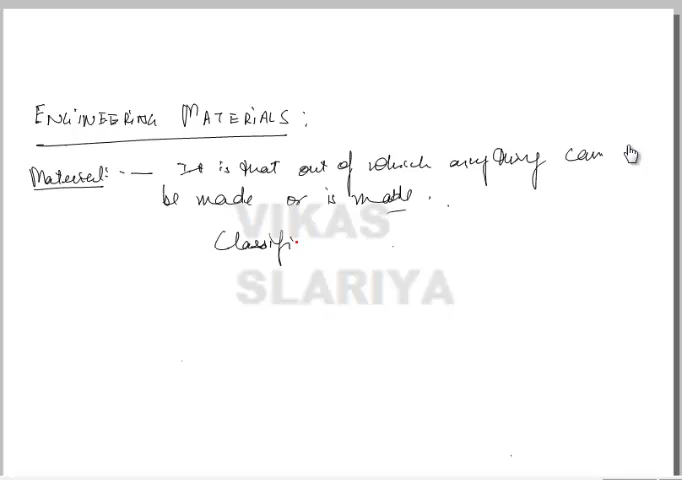 ENGINEERING MATERIALS :
Material: - — It is that out of which anything can
be made or is made .
VIKAS
Classifi
SLARIYA